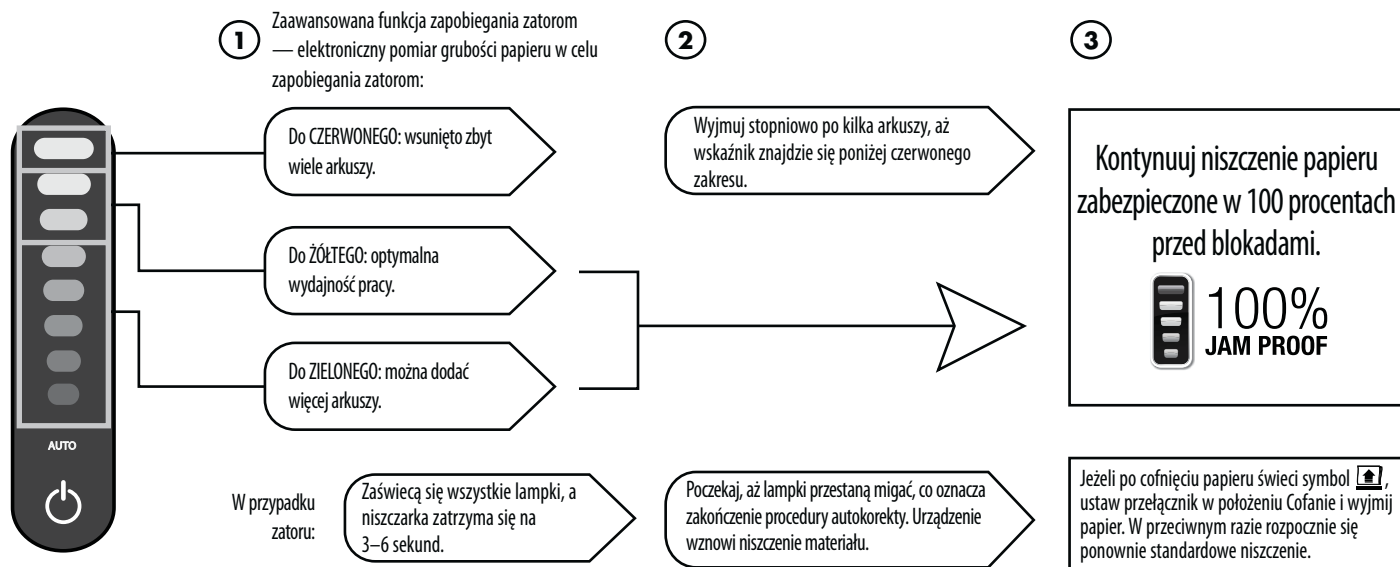 1
Zaawansowana funkcja zapobiegania zatorom
— elektroniczny pomiar grubości papieru w celu
zapobiegania zatorom:
Do CZERWONEGO: wsunięto zbyt
wiele arkuszy.
Do ŻÓŁTEGO: optymalna
wydajność pracy.
Do ZIELONEGO: można dodać
więcej arkuszy.
2
Wyjmuj stopniowo po kilka arkuszy, aż
wskaźnik znajdzie się poniżej czerwonego
zakresu.
3
Kontynuuj niszczenie papieru
zabezpieczone w 100 procentach
przed blokadami.
100%
JAM PROOF
AUTO
W przypadku
zatoru:
Zaświecą się wszystkie lampki, a
niszczarka zatrzyma się na
3–6 sekund.
Poczekaj, aż lampki przestaną migać, co oznacza
zakończenie procedury autokorekty. Urządzenie
wznowi niszczenie materiału.
Jeżeli po cofnięciu papieru świeci symbol ,
ustaw przełącznik w położeniu Cofanie i wyjmij
papier. W przeciwnym razie rozpocznie się
ponownie standardowe niszczenie.